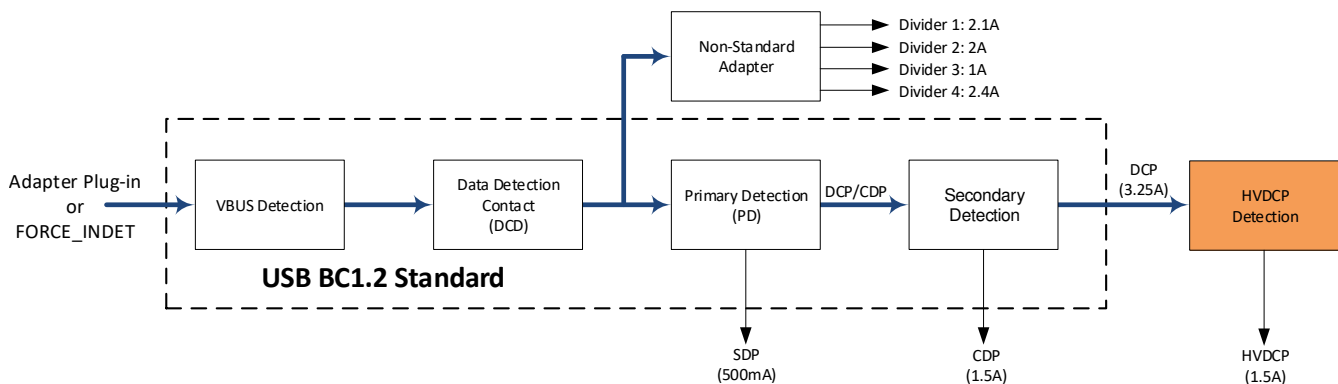 Non-Standard
Adapter
Divider 1: 2.1A
Divider 2: 2A
Divider 3: 1A
Divider 4: 2.4A
Adapter Plug-in
or
FORCE_INDET
VBUS Detection
Data Detection
Contact
(DCD)
Primary Detection
(PD)
DCP/CDP
Secondary
Detection
DCP
(3.25A)
HVDCP
Detection
USB BC1.2 Standard
SDP
(500mA)
CDP
(1.5A)
HVDCP
(1.5A)